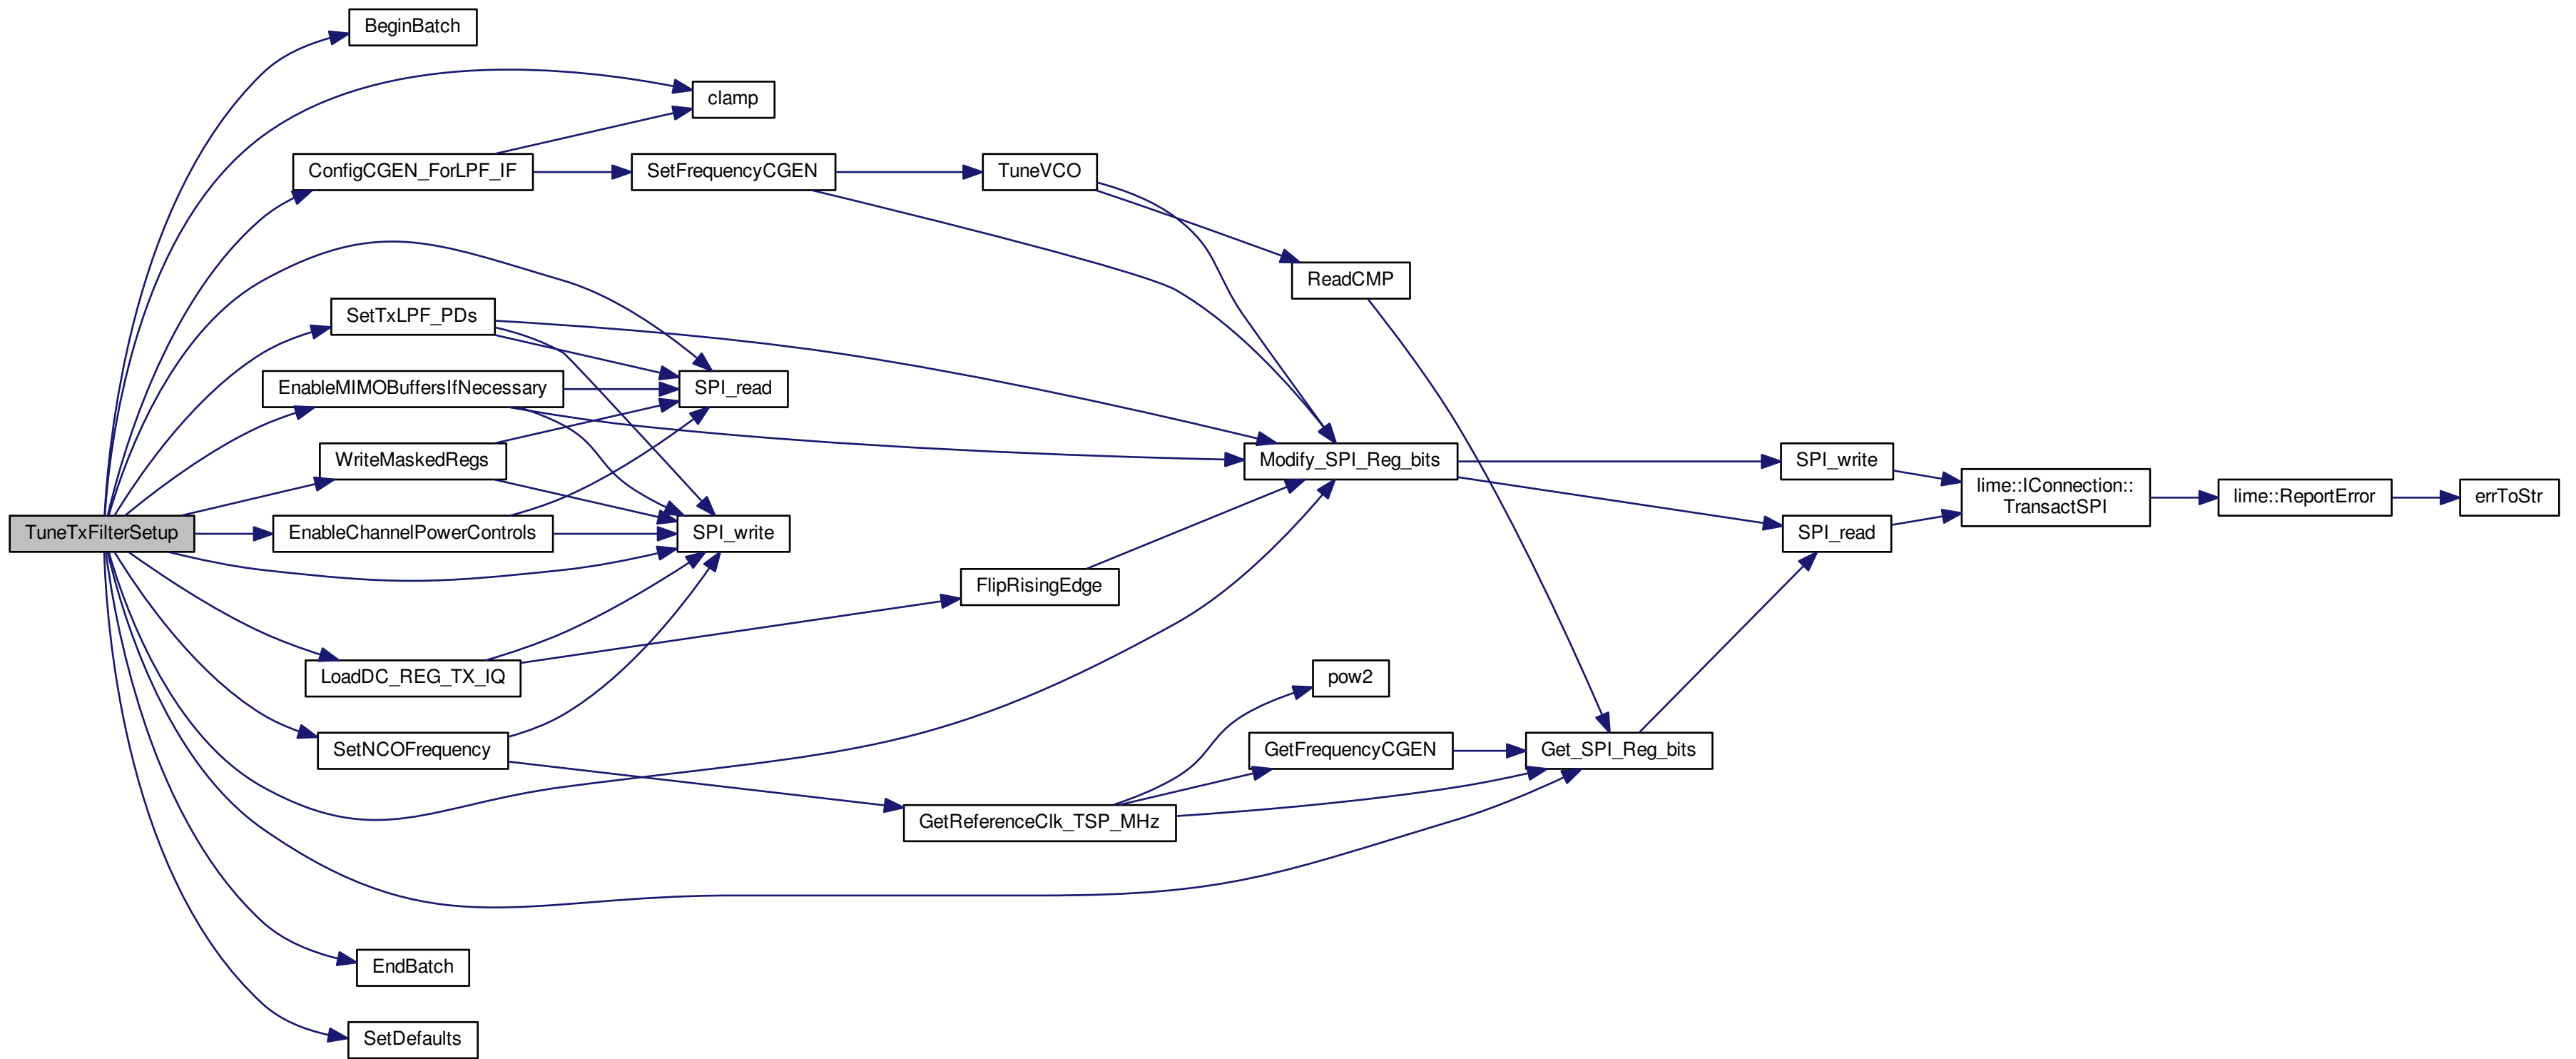 BeginBatch
clamp
ConfigCGEN_ForLPF_IF
SetFrequencyCGEN
TuneVCO
ReadCMP
SetTxLPF_PDs
EnableMIMOBuffersIfNecessary
SPI_read
WriteMaskedRegs
Modify_SPI_Reg_bits
SPI_write
lime::IConnection::
TransactSPI
lime::ReportError
errToStr
TuneTxFilterSetup
EnableChannelPowerControls
SPI_write
SPI_read
FlipRisingEdge
LoadDC_REG_TX_IQ
pow2
SetNCOFrequency
GetFrequencyCGEN
Get_SPI_Reg_bits
GetReferenceClk_TSP_MHz
EndBatch
SetDefaults